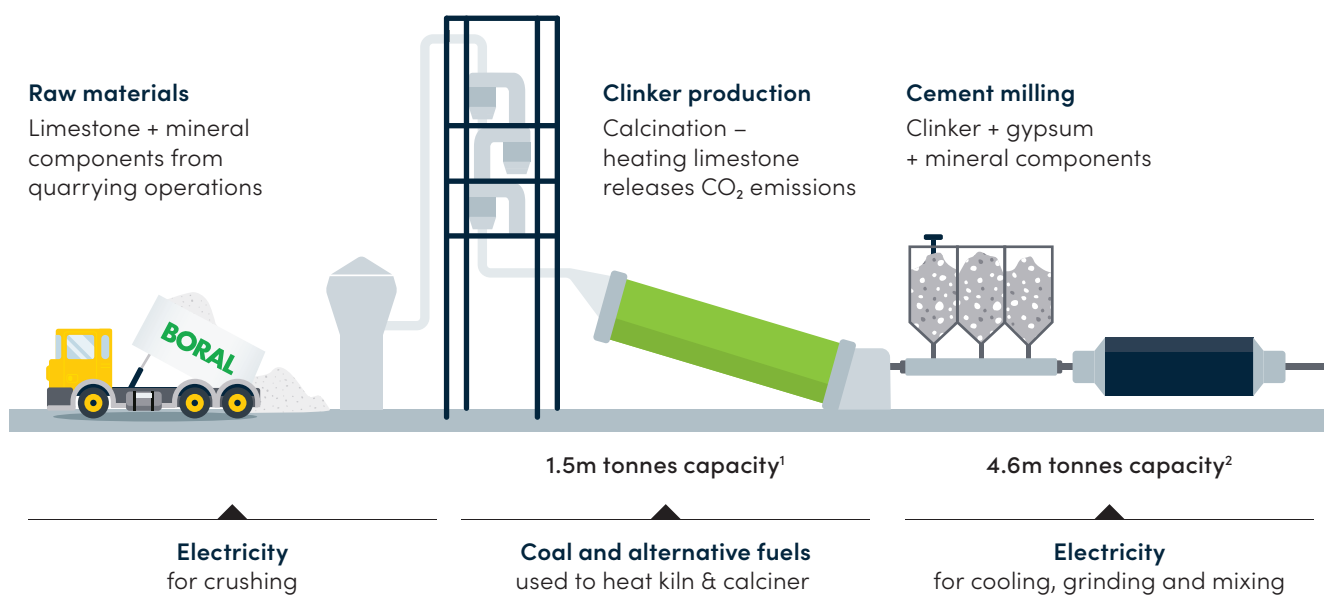 Raw materials
Limestone + mineral
components from
quarrying operations
Clinker production
Calcination –
heating limestone
releases CO₂ emissions
Cement milling
Clinker + gypsum
+ mineral components
BORAL
1.5m tonnes capacity¹
4.6m tonnes capacity²
Electricity
for crushing
Coal and alternative fuels
used to heat kiln & calciner
Electricity
for cooling, grinding and mixing